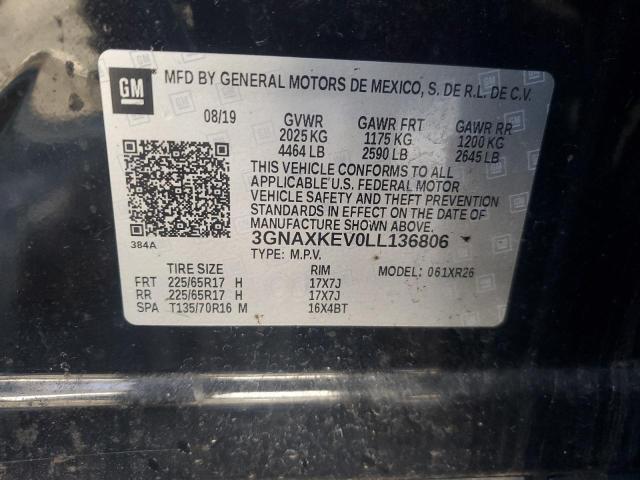 GM
MFD BY GENERAL MOTORS DE MEXICO, S. DE R.L. DE C.V.
08/19 GVWR GAWR FRT GAWR RR
2025 KG 1175 KG 1200 KG
4464 LB 2590 LB 2645 LB
THIS VEHICLE CONFORMS TO ALL
APPLICABLE U.S. FEDERAL MOTOR
VEHICLE SAFETY AND THEFT PREVENTION
STANDARDS IN EFFECT ON THE DATE OF
MANUFACTURE SHOWN ABOVE.
384A 3GNAXKEV0LL136806
TYPE: M.P.V.
TIRE SIZE RIM MODEL: 061XR26
FRT 225/65R17 H 17X7J
RR 225/65R17 H 17X7J
SPA T135/70R16 M 16X4BT